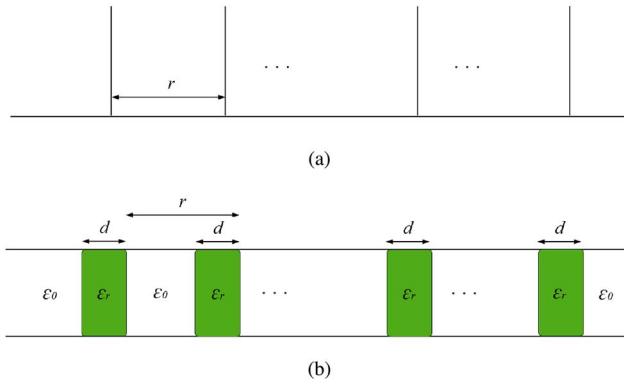 r
. . . . . .
(a)
r
d d d d
ε0 εr ε0 εr . . . εr . . . εr ε0
(b)